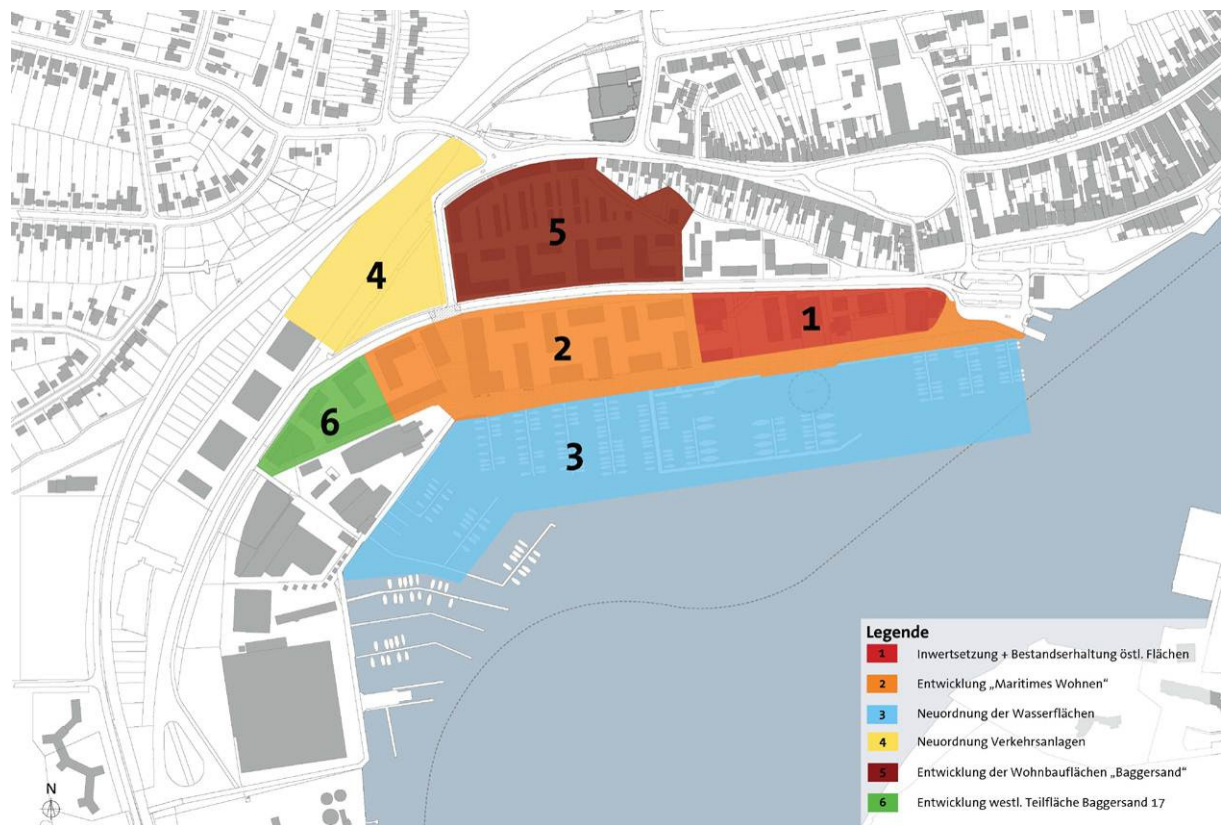 5
4
1
2
6
3
Legende
1 Inwertsetzung + Bestandserhaltung östl. Flächen
2 Entwicklung „Maritimes Wohnen“
3 Neuordnung der Wasserflächen
4 Neuordnung Verkehrsanlagen
5 Entwicklung der Wohnbauflächen „Baggersand“
6 Entwicklung westl. Teilfläche Baggersand 17
N